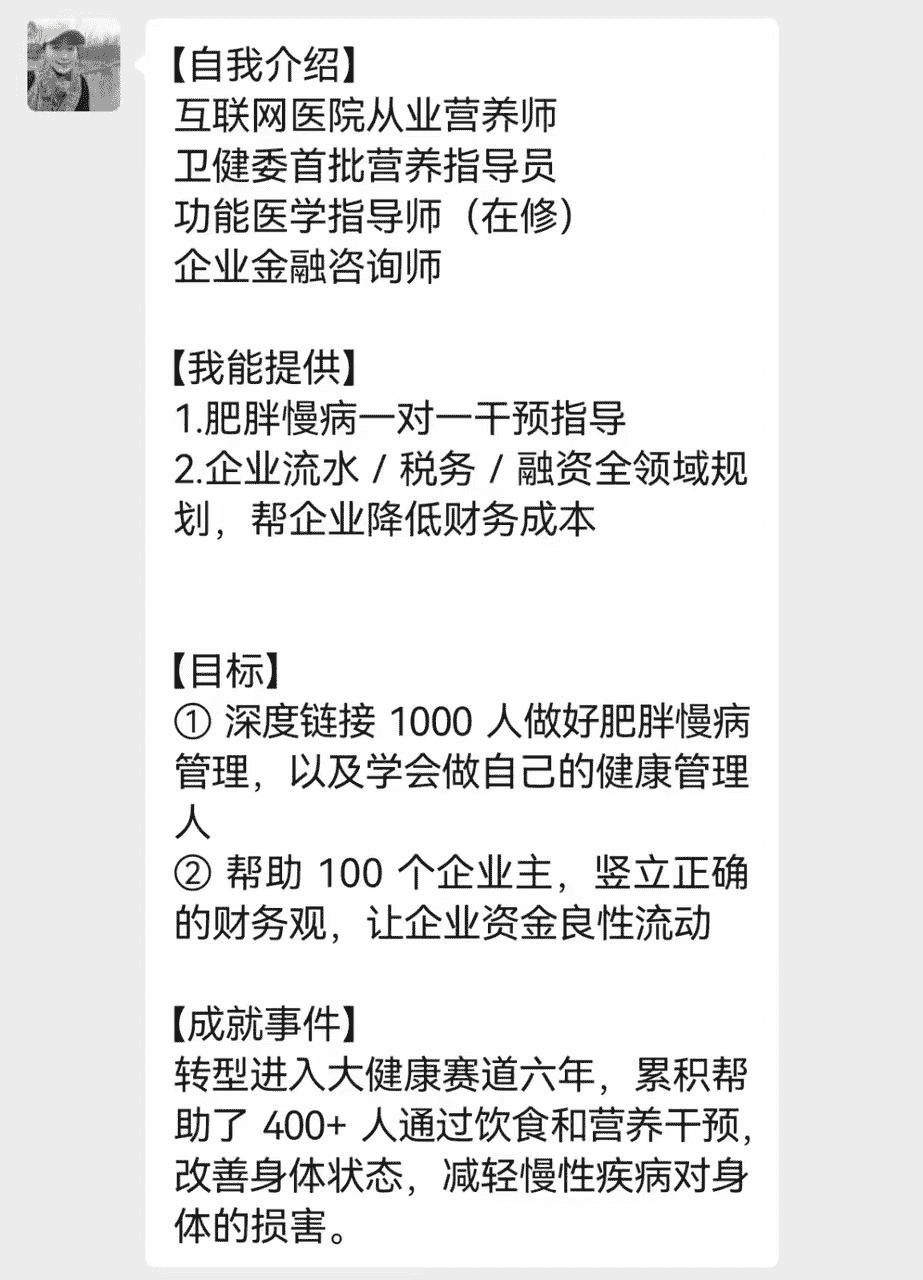 【自我介绍】
互联网医院从业营养师
卫健委首批营养指导员
功能医学指导师（在修）
企业金融咨询师
【我能提供】
1.肥胖慢病一对一干预指导
2.企业流水 / 税务 / 融资全领域规
划，帮企业降低财务成本
【目标】
① 深度链接 1000 人做好肥胖慢病
管理，以及学会做自己的健康管理
人
② 帮助 100 个企业主，竖立正确
的财务观，让企业资金良性流动
【成就事件】
转型进入大健康赛道六年，累积帮
助了 400+ 人通过饮食和营养干预，
改善身体状态，减轻慢性疾病对身
体的损害。